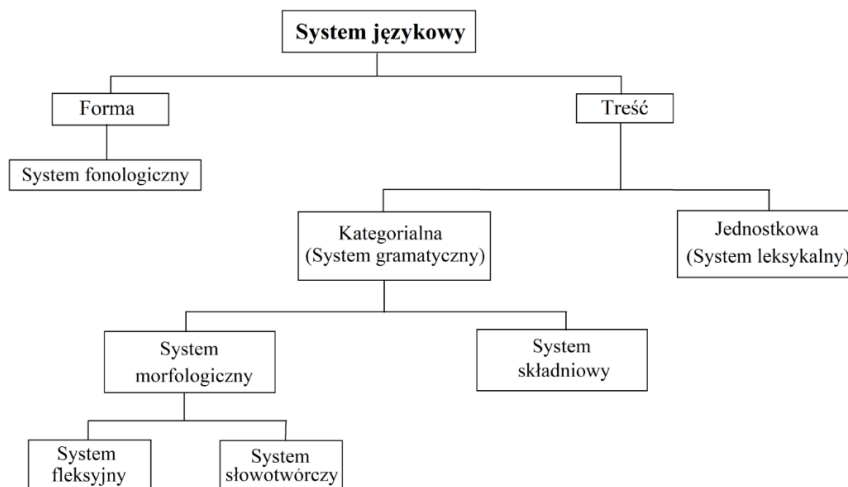 System językowy
Forma
Treść
System fonologiczny
Kategorialna
(System gramatyczny)
Jednostkowa
(System leksykalny)
System
morfologiczny
System
składniowy
System
fleksyjny
System
słowotwórczy